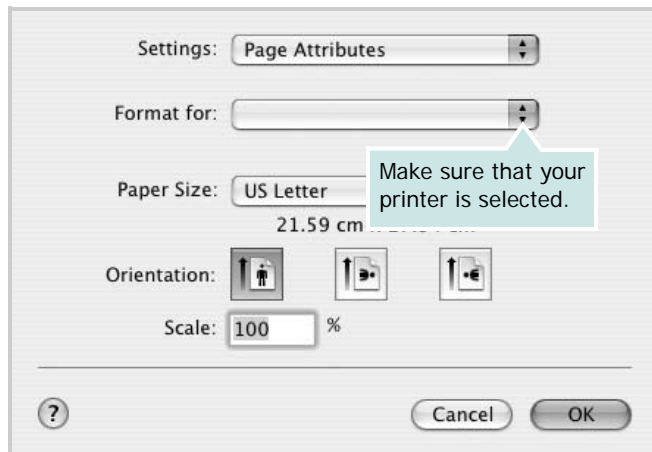 Settings: Page Attributes
Format for:
Make sure that your
printer is selected.
Paper Size: US Letter
21.59 cm
Orientation:
Scale: 100 %
? Cancel OK